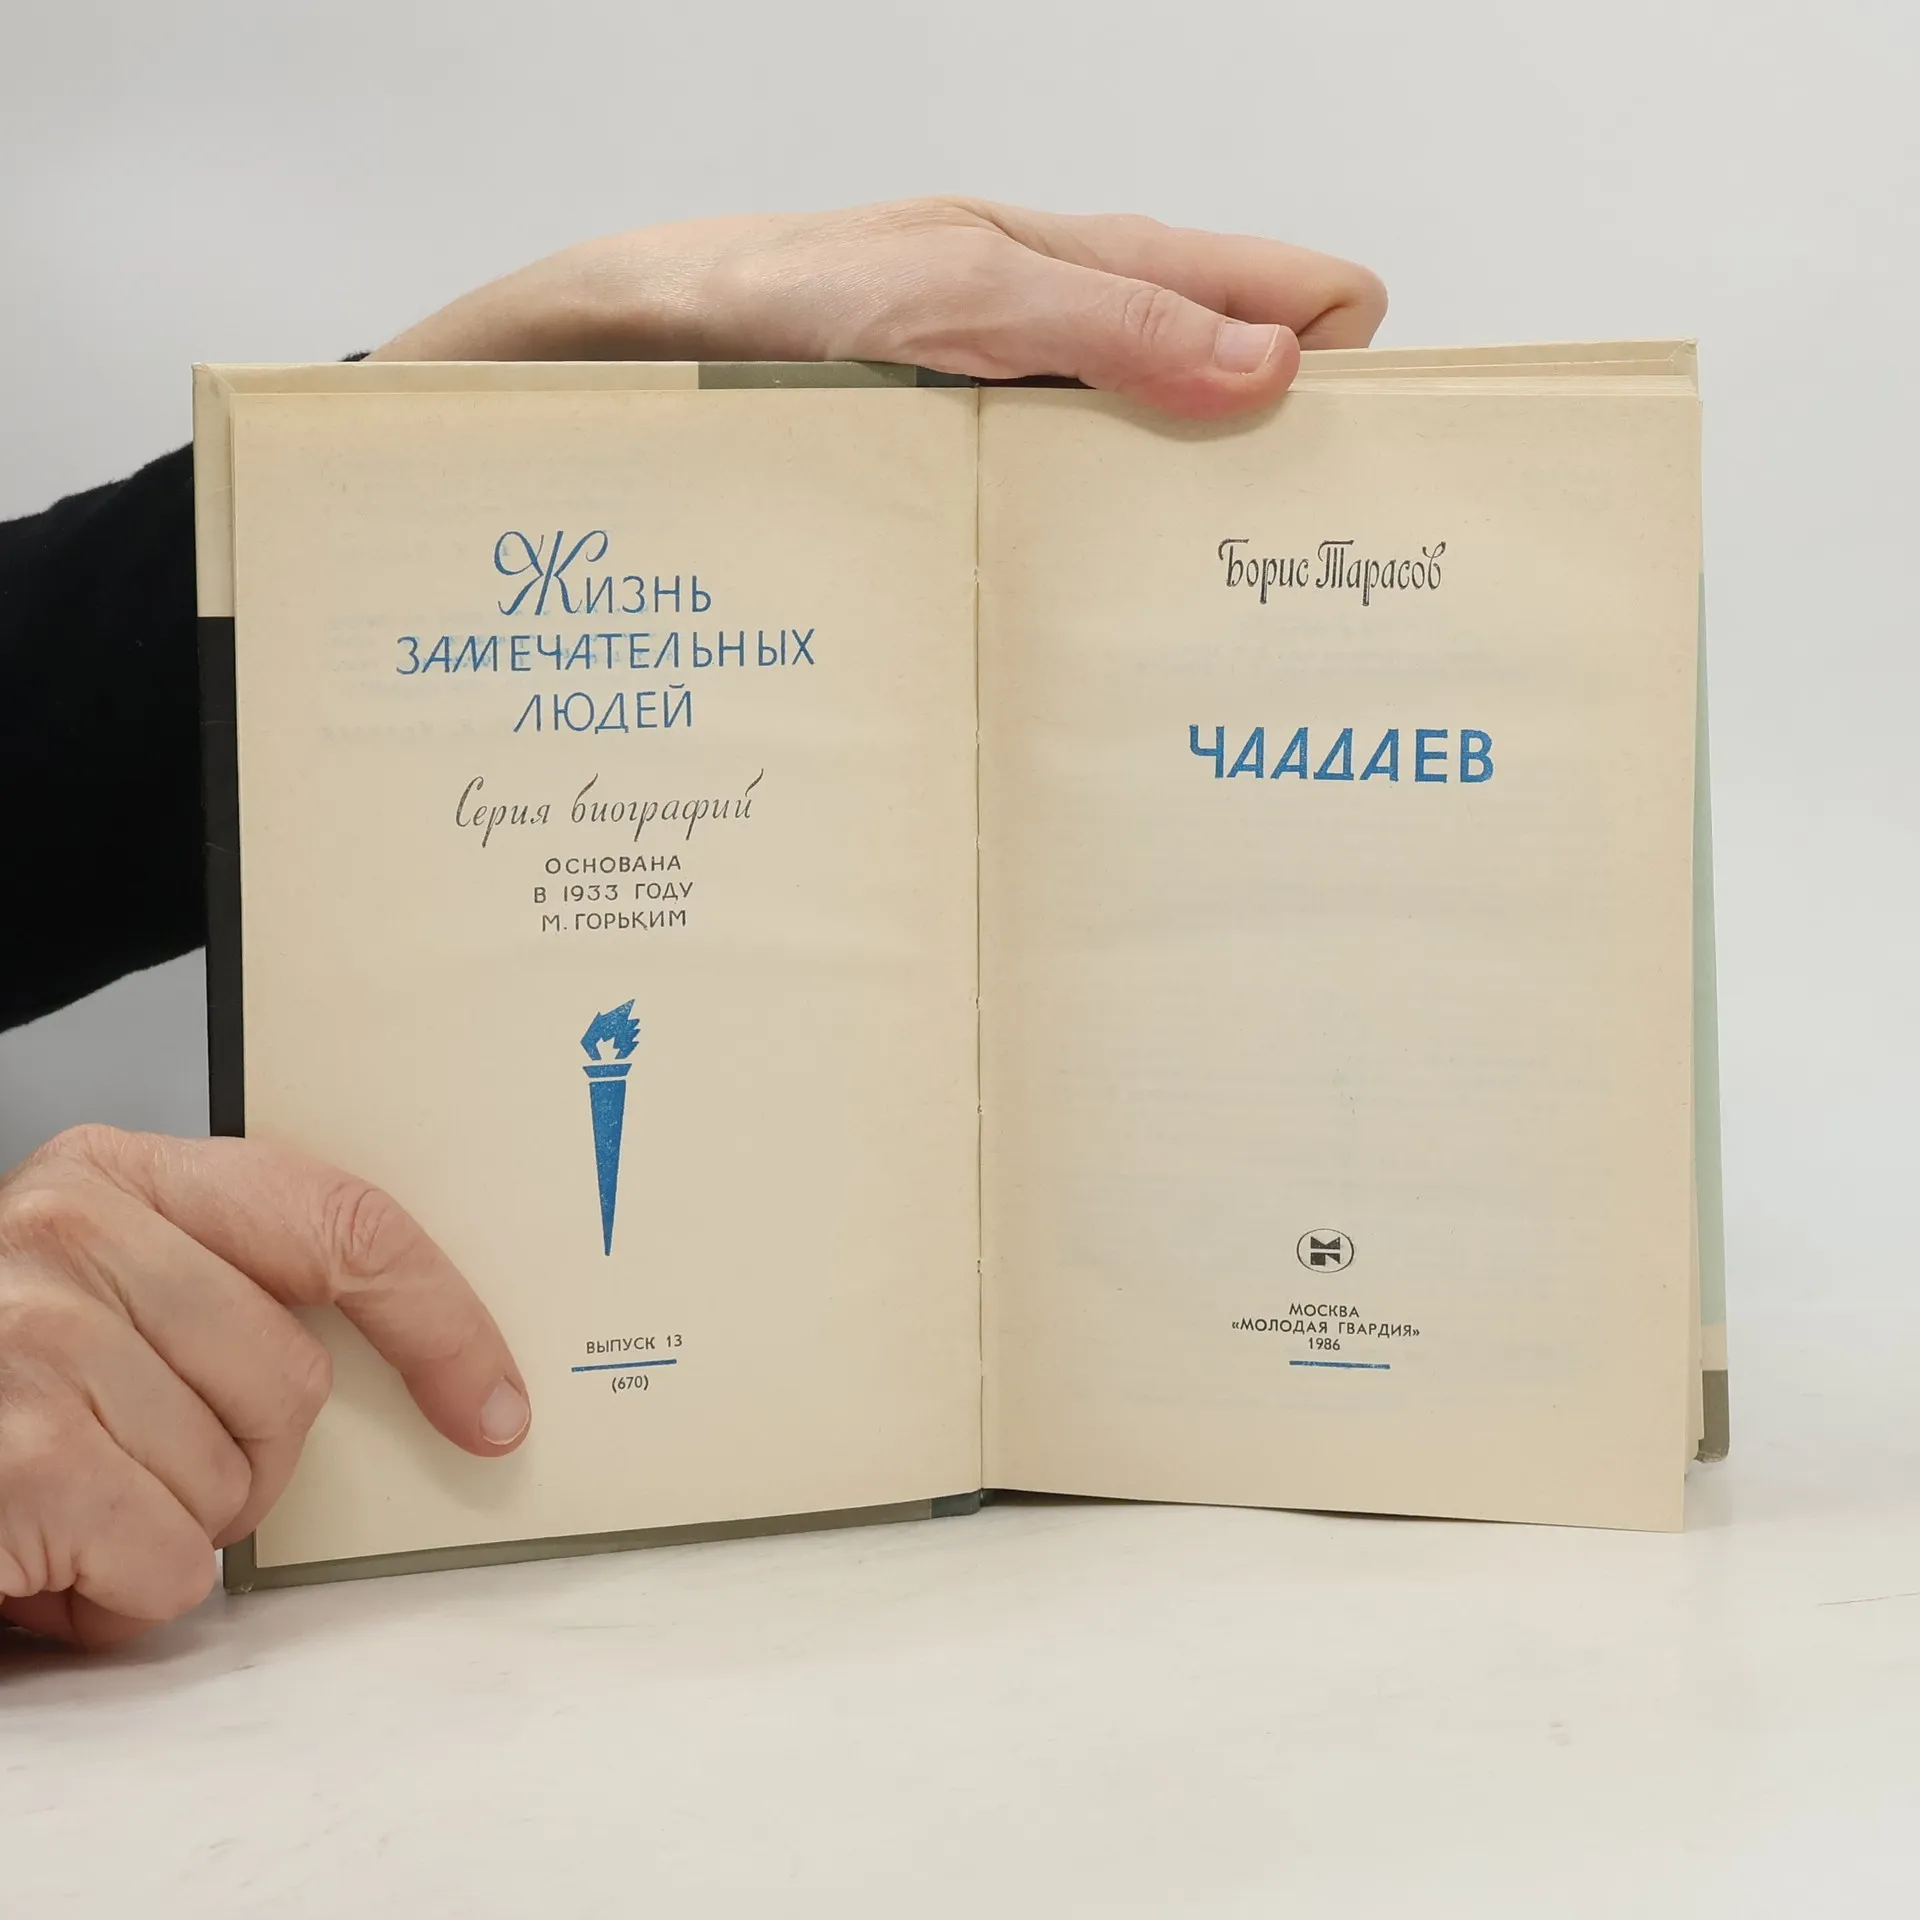 Жизнь
ЗАМЕЧАТЕЛЬНЫХ
ЛЮДЕЙ
Серия биографий
ОСНОВАНА
В 1933 ГОДУ
М. ГОРЬКИМ
ВЫПУСК 13
(670)
Борис Тарасов
ЧААДАЕВ
МОСКВА
«МОЛОДАЯ ГВАРДИЯ»
1986